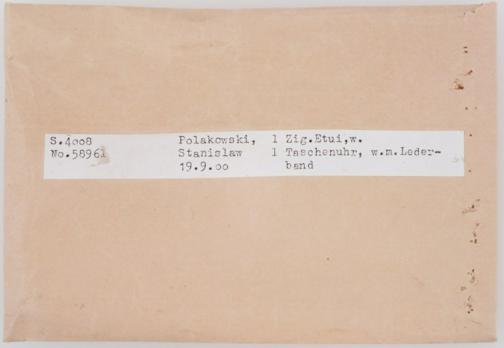 S.4008 Polakowski, 1 Zig.Etui,w.
No.58961 Stanislaw 1 Taschenuhr, w.m.Leder-
19.9.00 band